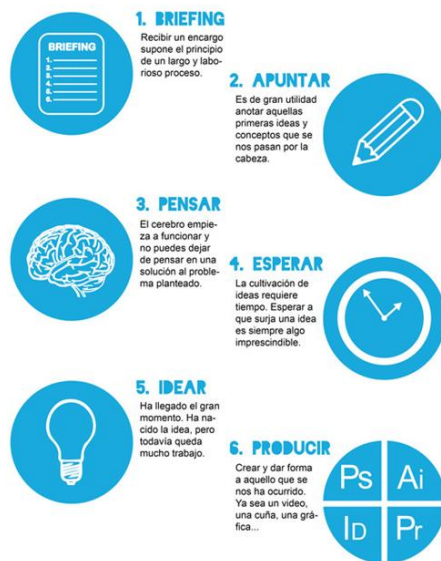 1. BRIEFING
Recibir un encargo
supone el principio
de un largo y labo-
rioso proceso.
BRIEFING
1.
2.
3.
4.
5.
6.
2. APUNTAR
Es de gran utilidad
anotar aquellas
primeras ideas y
conceptos que se
nos pasan por la
cabeza.
3. PENSAR
El cerebro empie-
za a funcionar y
no puedes dejar
de pensar en una
solución al proble-
ma planteado.
4. ESPERAR
La cultivación de
ideas requiere
tiempo. Esperar a
que surja una idea
es siempre algo
imprescindible.
5. IDEAR
Ha llegado el gran
momento. Ha na-
cido la idea, pero
todavía queda
mucho trabajo.
6. PRODUCIR
Crear y dar forma
a aquello que se
nos ha ocurrido.
Ya sea un video,
una cuña, una grá-
fica...
Ps Ai
ID Pr